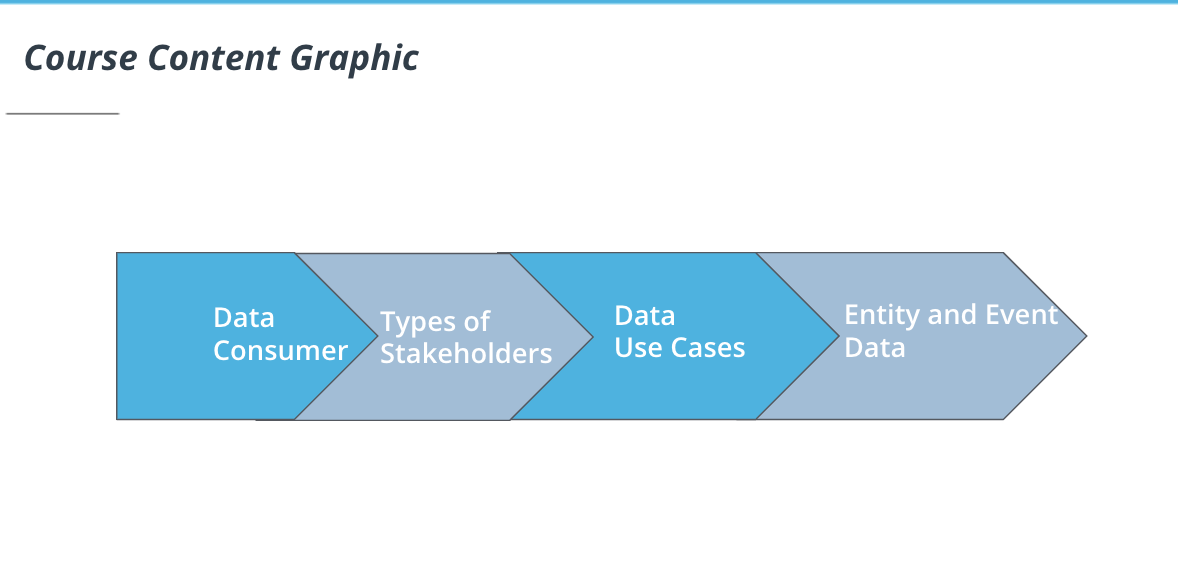 Course Content Graphic
Data
Consumer
Types of
Stakeholders
Data
Use Cases
Entity and Event
Data